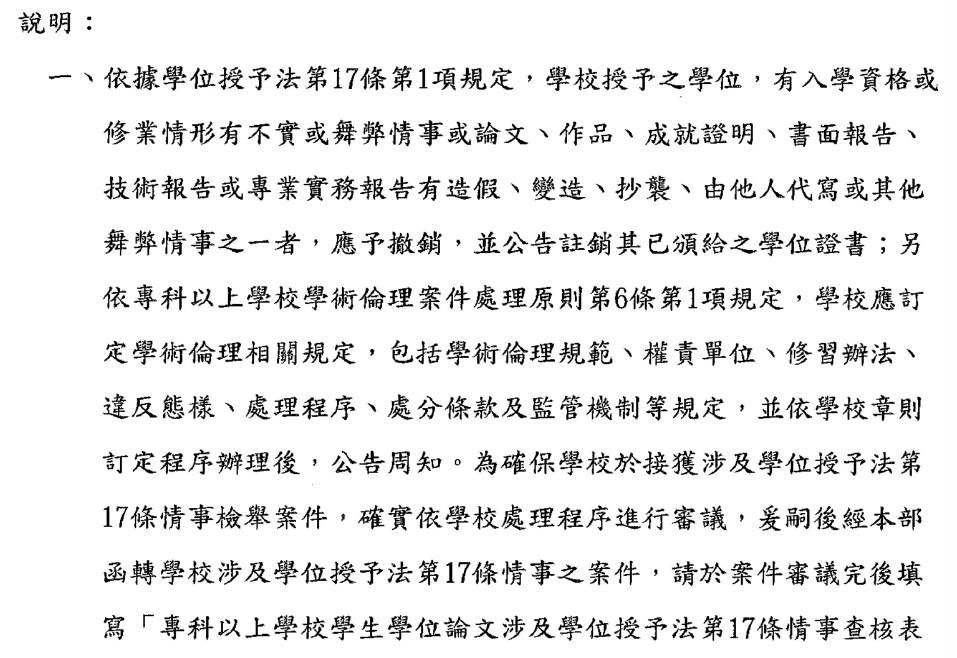 說明：
一、依據學位授予法第17條第1項規定，學校授予之學位，有入學資格或
修業情形有不實或舞弊情事或論文、作品、成就證明、書面報告、
技術報告或專業實務報告有造假、變造、抄襲、由他人代寫或其他
舞弊情事之一者，應予撤銷，並公告註銷其已頒給之學位證書；另
依專科以上學校學術倫理案件處理原則第6條第1項規定，學校應訂
定學術倫理相關規定，包括學術倫理規範、權責單位、修習辦法、
違反態樣、處理程序、處分條款及監管機制等規定，並依學校章則
訂定程序辦理後，公告周知。為確保學校於接獲涉及學位授予法第
17條情事檢舉案件，確實依學校處理程序進行審議，爰嗣後經本部
函轉學校涉及學位授予法第17條情事之案件，請於案件審議完後填
寫「專科以上學校學生學位論文涉及學位授予法第17條情事查核表